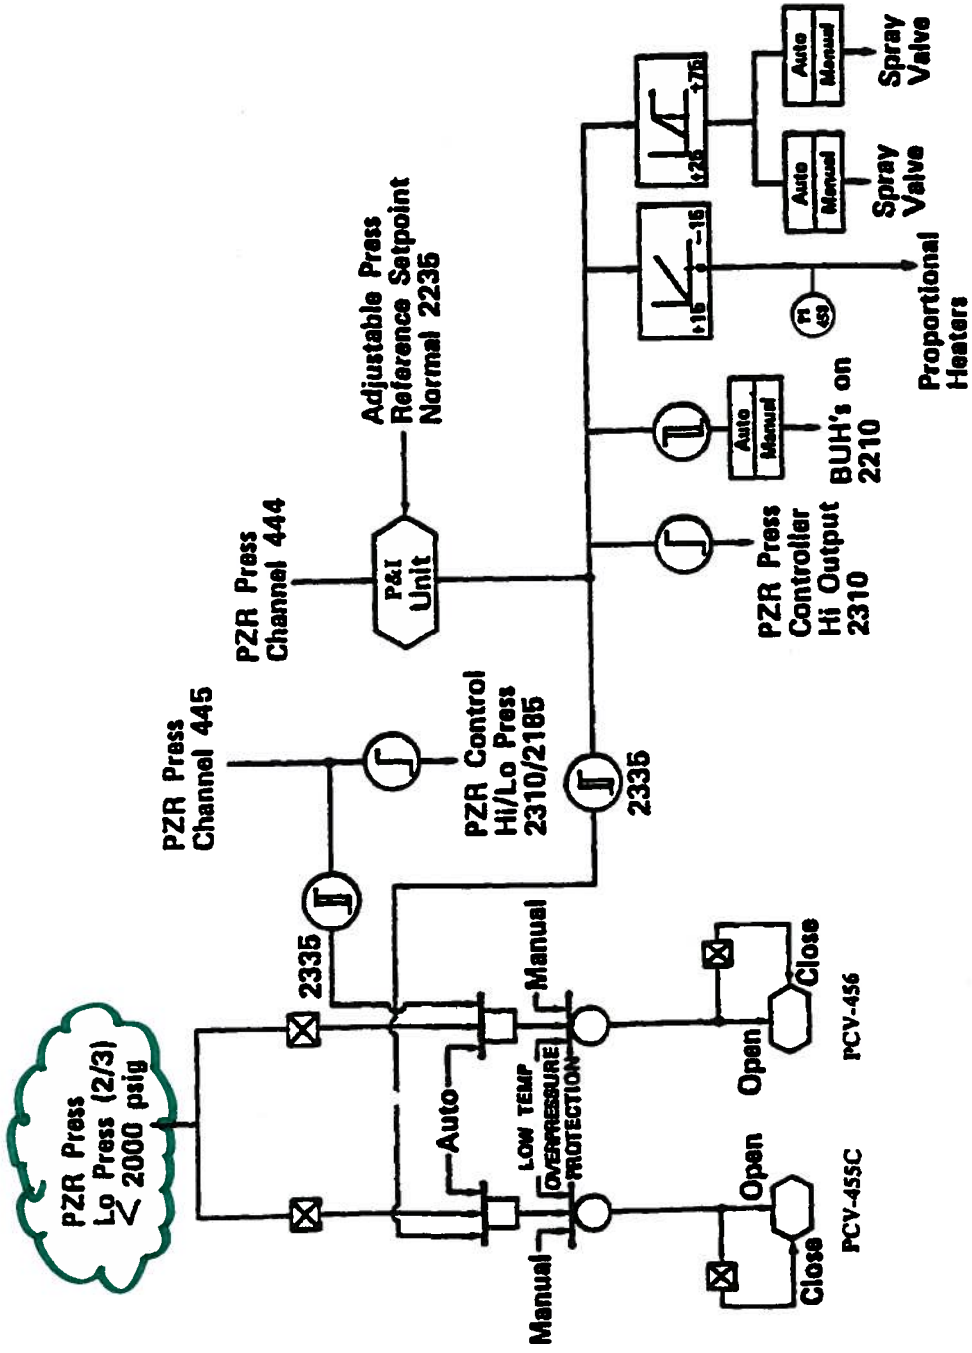 PZR Press
Lo Press (2/3)
< 2000 psig
PZR Press
Channel 445
2335
PZR Control
Hi/Lo Press
2310/2185
PZR Press
Channel 444
P&I
Unit
Adjustable Press
Reference Setpoint
Normal 2235
2335
PZR Press
Controller
Hi Output
2310
Auto
Manual
BUH's on
2210
+15
-15
459
Proportional
Heaters
+25
+75
Auto
Manual
Spray
Valve
Auto
Manual
Spray
Valve
Auto
Manual
LOW TEMP
OVERPRESSURE
PROTECTION
Manual
Open
Close
PCV-455C
Open
Close
PCV-456